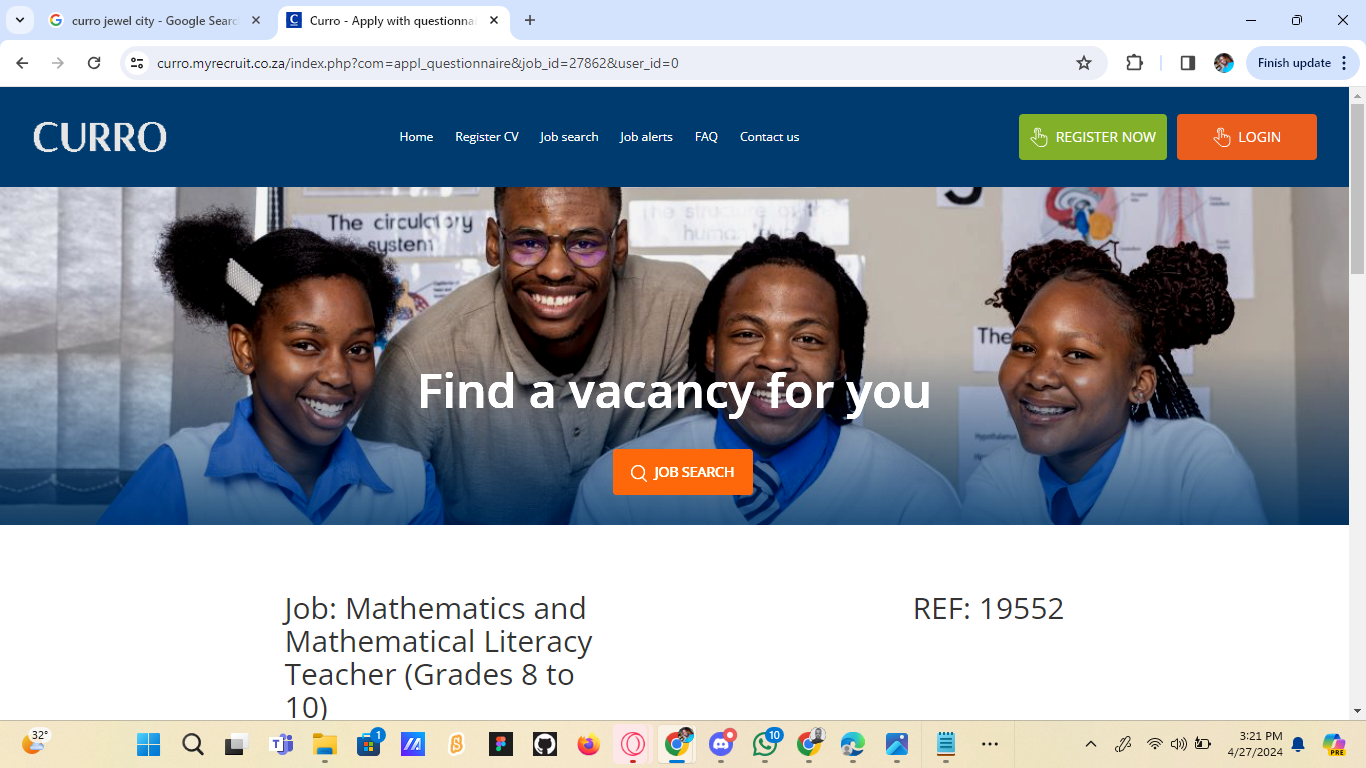 curro jewel city - Google Searc
Curro - Apply with questionna
curro.myrecruit.co.za/index.php?com=appl_questionnaire&job_id=27862&user_id=0
Finish update
CURRO
Home
Register CV
Job search
Job alerts
FAQ
Contact us
REGISTER NOW
LOGIN
The circulatory
system
The structure of the
human
The
Find a vacancy for you
JOB SEARCH
Job: Mathematics and
Mathematical Literacy
Teacher (Grades 8 to
10)
REF: 19552
32°
1
10
3:21 PM
4/27/2024
PRE